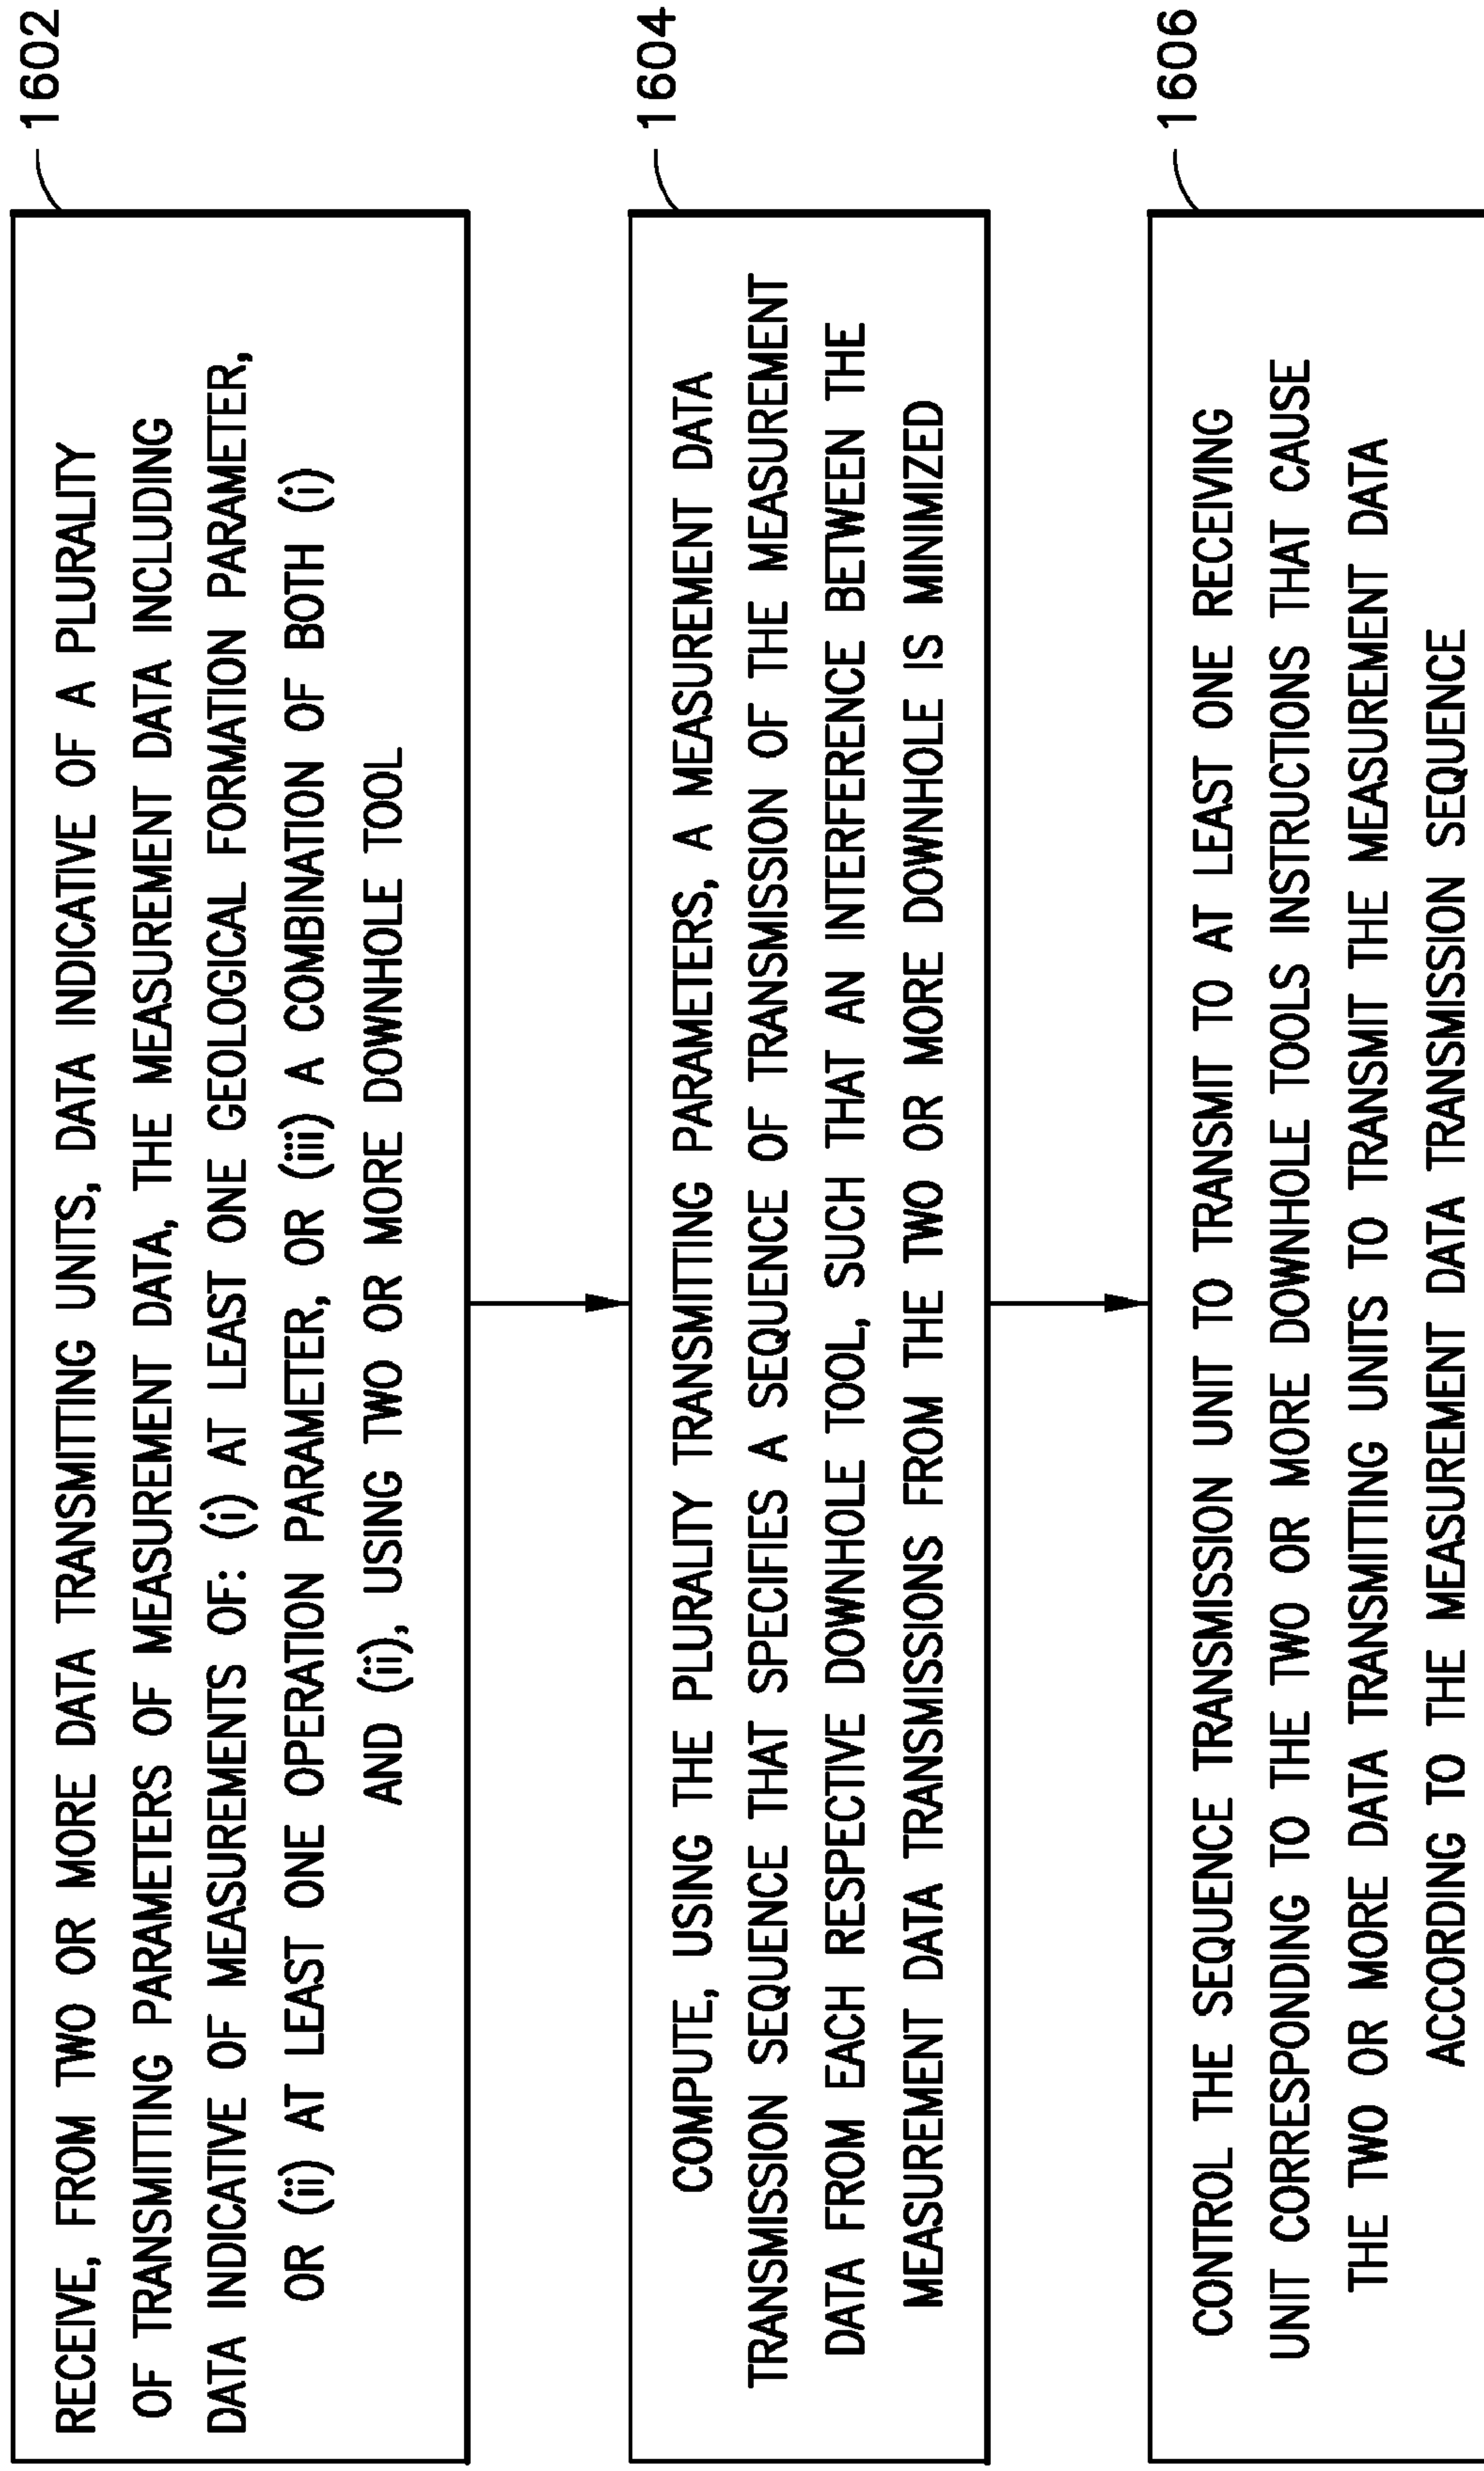 RECEIVE, FROM TWO OR MORE DATA TRANSMITTING UNITS, DATA INDICATIVE OF A PLURALITY
OF TRANSMITTING PARAMETERS OF MEASUREMENT DATA, THE MEASUREMENT DATA INCLUDING
DATA INDICATIVE OF MEASUREMENTS OF: (i) AT LEAST ONE GEOLOGICAL FORMATION PARAMETER,
OR (ii) AT LEAST ONE OPERATION PARAMETER, OR (iii) A COMBINATION OF BOTH (i)
AND (ii), USING TWO OR MORE DOWNHOLE TOOL
1602
COMPUTE, USING THE PLURALITY TRANSMITTING PARAMETERS, A MEASUREMENT DATA
TRANSMISSION SEQUENCE THAT SPECIFIES A SEQUENCE OF TRANSMISSION OF THE MEASUREMENT
DATA FROM EACH RESPECTIVE DOWNHOLE TOOL, SUCH THAT AN INTERFERENCE BETWEEN THE
MEASUREMENT DATA TRANSMISSIONS FROM THE TWO OR MORE DOWNHOLE IS MINIMIZED
1604
CONTROL THE SEQUENCE TRANSMISSION UNIT TO TRANSMIT TO AT LEAST ONE RECEIVING
UNIT CORRESPONDING TO THE TWO OR MORE DOWNHOLE TOOLS INSTRUCTIONS THAT CAUSE
THE TWO OR MORE DATA TRANSMITTING UNITS TO TRANSMIT THE MEASUREMENT DATA
ACCORDING TO THE MEASUREMENT DATA TRANSMISSION SEQUENCE
1606